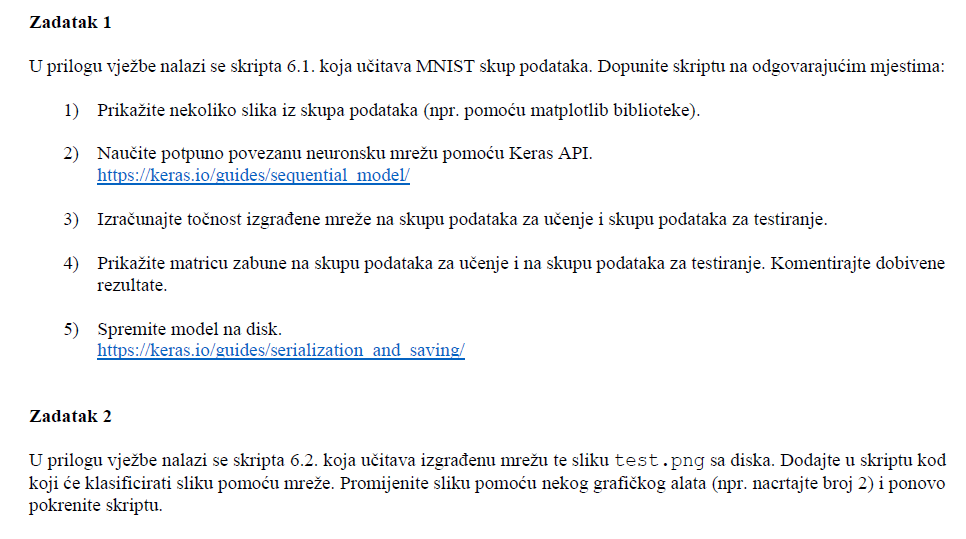 Zadatak 1
U prilogu vježbe nalazi se skripta 6.1. koja učitava MNIST skup podataka. Dopunite skriptu na odgovarajućim mjestima:
1) Prikažite nekoliko slika iz skupa podataka (npr. pomoću matplotlib biblioteke).
2) Naučite potpuno povezanu neuronsku mrežu pomoću Keras API.
https://keras.io/guides/sequential_model/
3) Izračunajte točnost izgrađene mreže na skupu podataka za učenje i skupu podataka za testiranje.
4) Prikažite matricu zabune na skupu podataka za učenje i na skupu podataka za testiranje. Komentirajte dobivene
rezultate.
5) Spremite model na disk.
https://keras.io/guides/serialization_and_saving/
Zadatak 2
U prilogu vježbe nalazi se skripta 6.2. koja učitava izgrađenu mrežu te sliku test.png sa diska. Dodajte u skriptu kod
koji će klasificirati sliku pomoću mreže. Promijenite sliku pomoću nekog grafičkog alata (npr. nacrtajte broj 2) i ponovo
pokrenite skriptu.